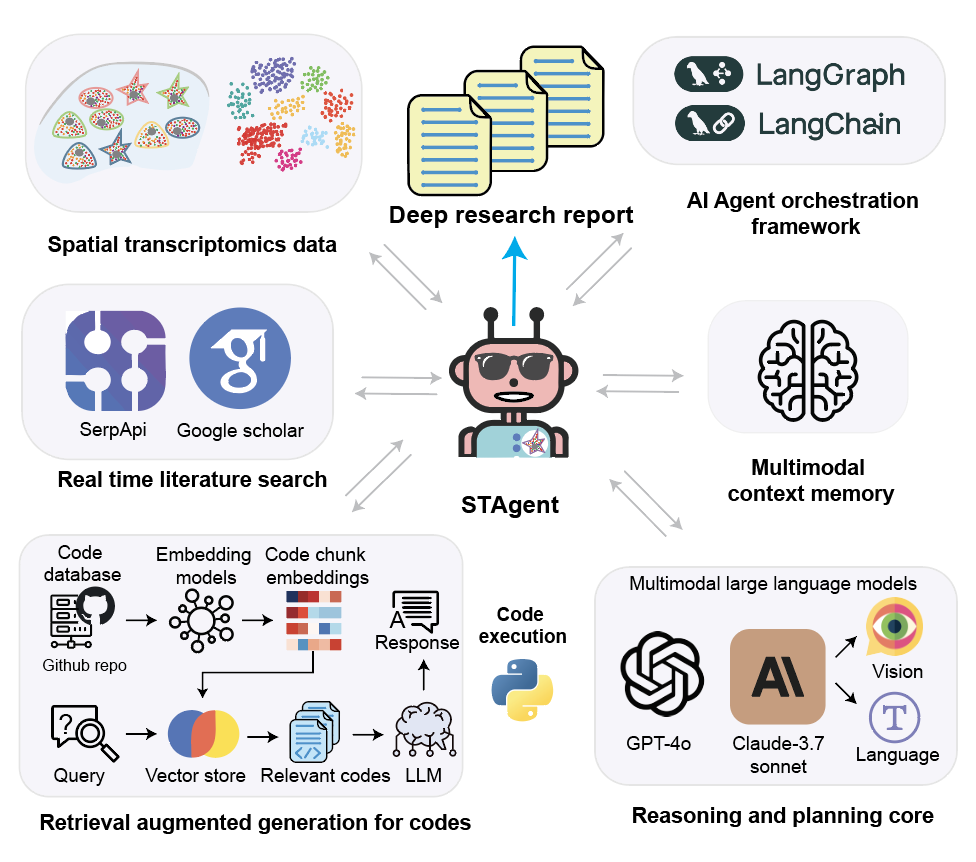 LangGraph
LangChain
Deep research report
AI Agent orchestration
framework
Spatial transcriptomics data
SerpApi
Google scholar
Real time literature search
STAgent
Multimodal
context memory
Code
database
Embedding
models
Code chunk
embeddings
Github repo
A
Response
?
Query
Vector store
</>
Relevant codes
LLM
Retrieval augmented generation for codes
Code
execution
Multimodal large language models
GPT-4o
A\
Claude-3.7
sonnet
Vision
T
Language
Reasoning and planning core